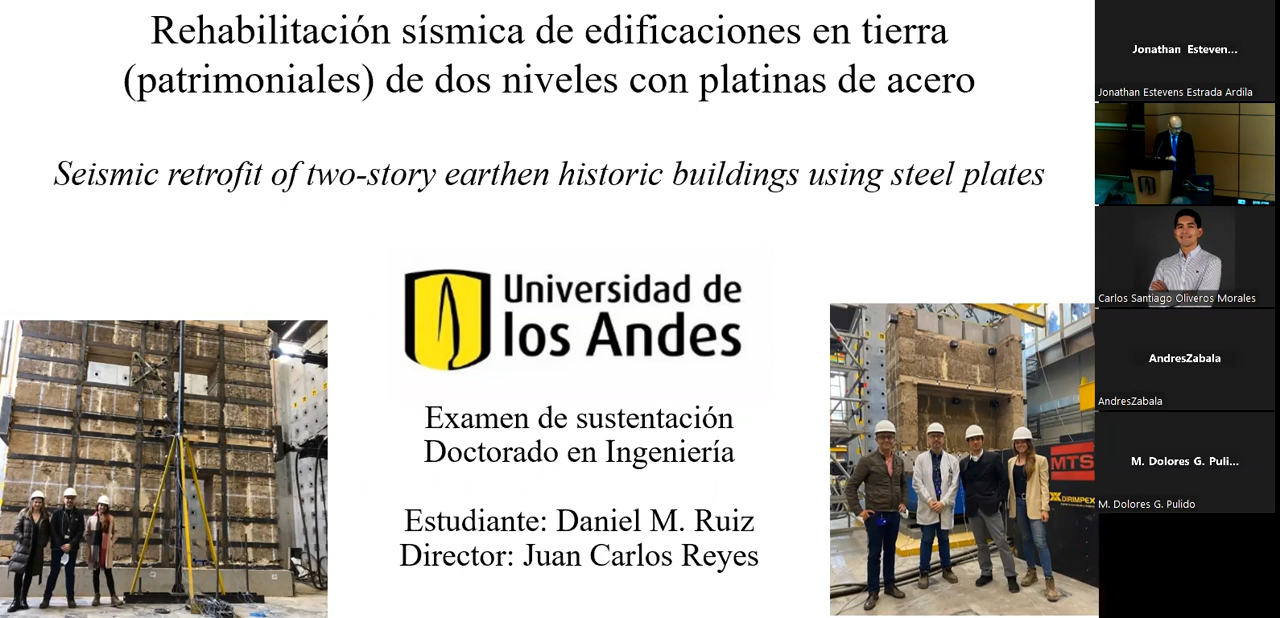 Rehabilitación sísmica de edificaciones en tierra
(patrimoniales) de dos niveles con platinas de acero
Seismic retrofit of two-story earthen historic buildings using steel plates
Universidad de
los Andes
Examen de sustentación
Doctorado en Ingeniería
Estudiante: Daniel M. Ruiz
Director: Juan Carlos Reyes
MTS
DIRIMPEX
Jonathan Esteven...
Jonathan Estevens Estrada Ardila
Carlos Santiago Oliveros Morales
AndresZabala
AndresZabala
M. Dolores G. Puli...
M. Dolores G. Pulido